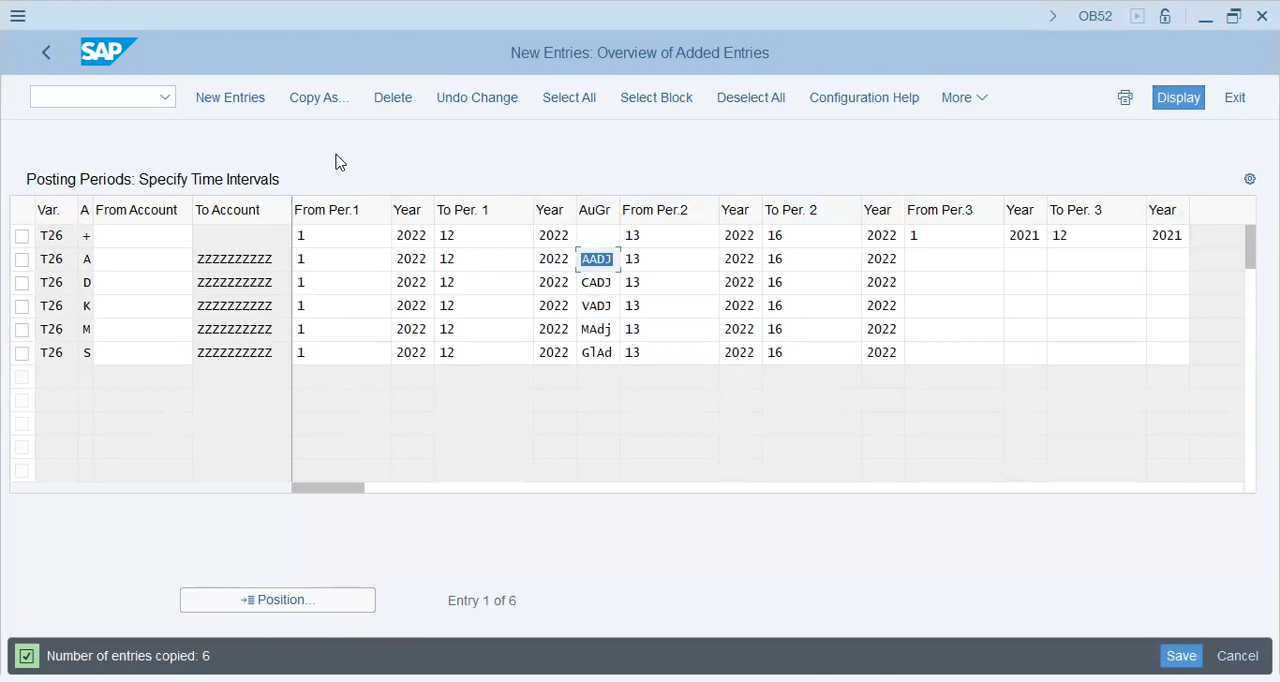 OB52
SAP
New Entries: Overview of Added Entries
New Entries Copy As... Delete Undo Change Select All Select Block Deselect All Configuration Help More Display Exit
Posting Periods: Specify Time Intervals
Var. A From Account To Account From Per.1 Year To Per. 1 Year AuGr From Per.2 Year To Per. 2 Year From Per.3 Year To Per. 3 Year
T26 + 1 2022 12 2022 13 2022 16 2022 1 2021 12 2021
T26 A ZZZZZZZZZZ 1 2022 12 2022 AADJ 13 2022 16 2022
T26 D ZZZZZZZZZZ 1 2022 12 2022 CADJ 13 2022 16 2022
T26 K ZZZZZZZZZZ 1 2022 12 2022 VADJ 13 2022 16 2022
T26 M ZZZZZZZZZZ 1 2022 12 2022 MAdj 13 2022 16 2022
T26 S ZZZZZZZZZZ 1 2022 12 2022 GlAd 13 2022 16 2022
Position... Entry 1 of 6
Number of entries copied: 6 Save Cancel